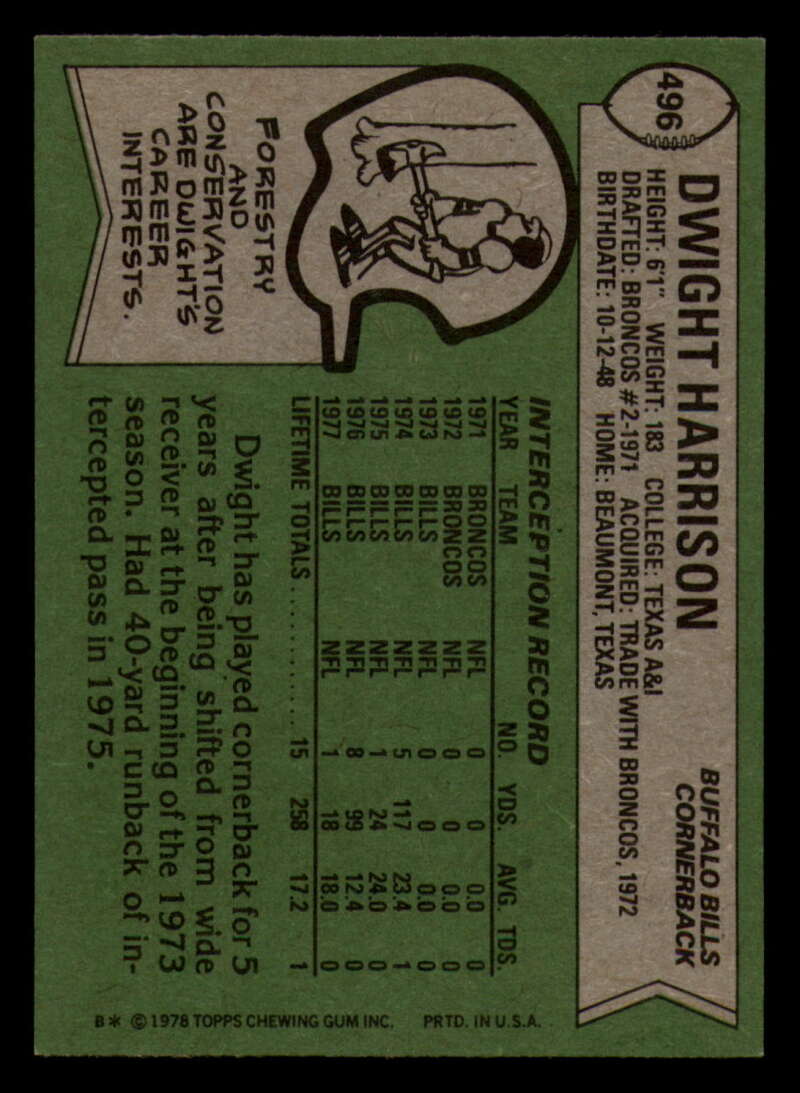 496
DWIGHT HARRISON
BUFFALO BILLS
CORNERBACK
HEIGHT: 6'1" WEIGHT: 183 COLLEGE: TEXAS A&I
DRAFTED: BRONCOS #2-1971 ACQUIRED: TRADE WITH BRONCOS, 1972
BIRTHDATE: 10-12-48 HOME: BEAUMONT, TEXAS
FORESTRY
AND
CONSERVATION
ARE DWIGHT'S
CAREER
INTERESTS.
INTERCEPTION RECORD
YEAR TEAM NO. YDS. AVG. TDS.
1971 BRONCOS NFL 0 0 0.0 0
1972 BRONCOS NFL 0 0 0.0 0
1973 BILLS NFL 0 0 0.0 0
1974 BILLS NFL 5 117 23.4 1
1975 BILLS NFL 1 24 24.0 0
1976 BILLS NFL 8 99 12.4 0
1977 BILLS NFL 1 18 18.0 0
LIFETIME TOTALS............ 15 258 17.2 1
Dwight has played cornerback for 5
years after being shifted from wide
receiver at the beginning of the 1973
season. Had 40-yard runback of in-
tercepted pass in 1975.
B* © 1978 TOPPS CHEWING GUM INC. PRTD. IN U.S.A.